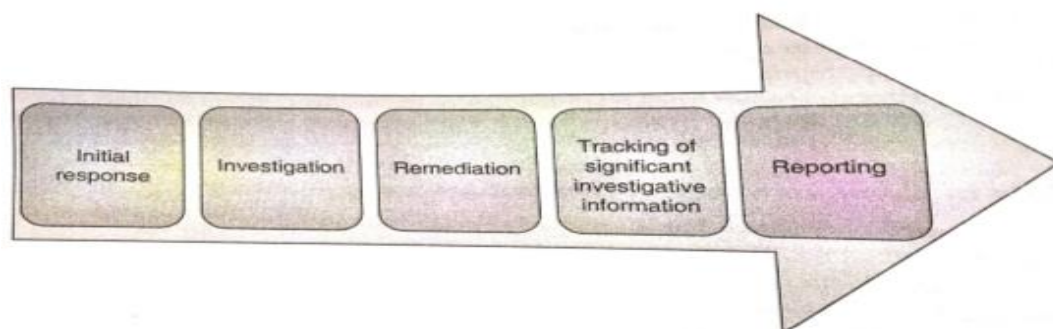 Initial
response
Investigation
Remediation
Tracking of
significant
investigative
information
Reporting